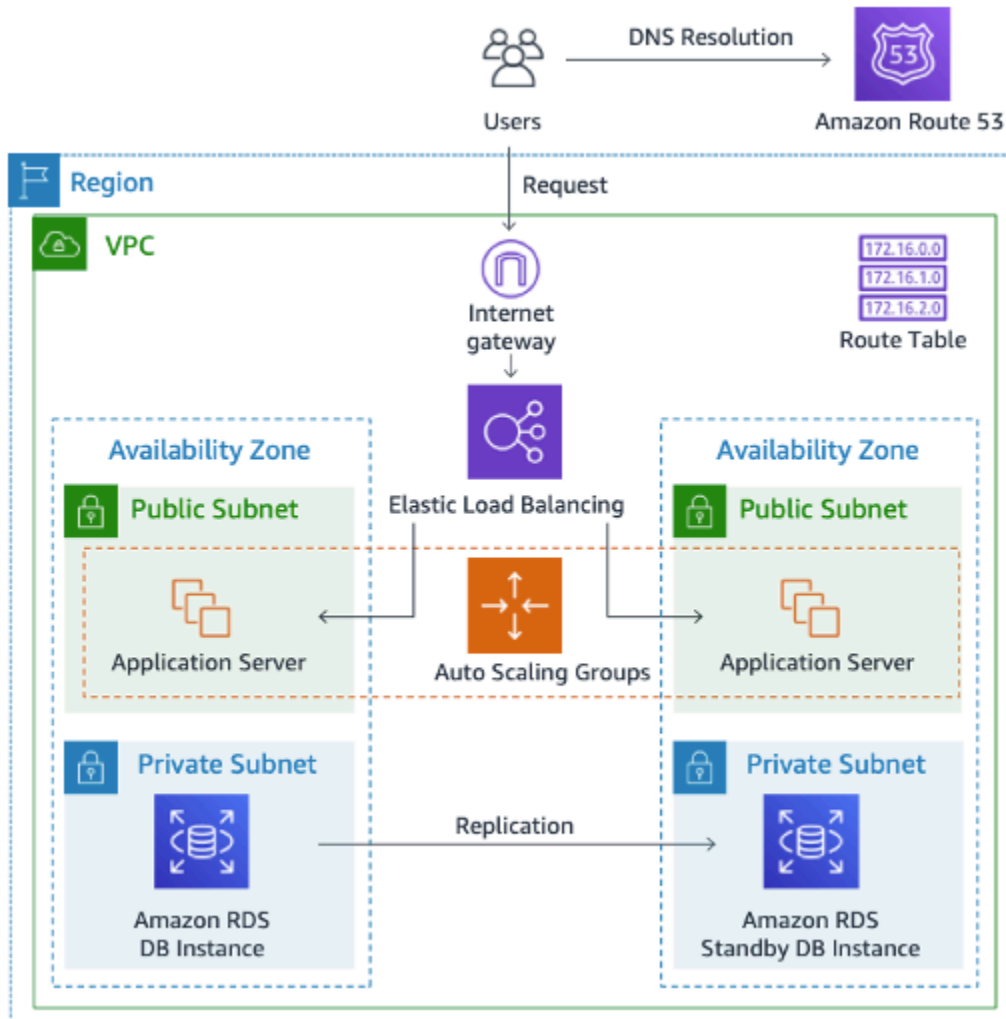 DNS Resolution
53
Users
Amazon Route 53
Region
Request
VPC
172.16.0.0
172.16.1.0
172.16.2.0
Route Table
Internet
gateway
Availability Zone
Availability Zone
Public Subnet
Elastic Load Balancing
Public Subnet
Application Server
Auto Scaling Groups
Application Server
Private Subnet
Private Subnet
Replication
Amazon RDS
DB Instance
Amazon RDS
Standby DB Instance